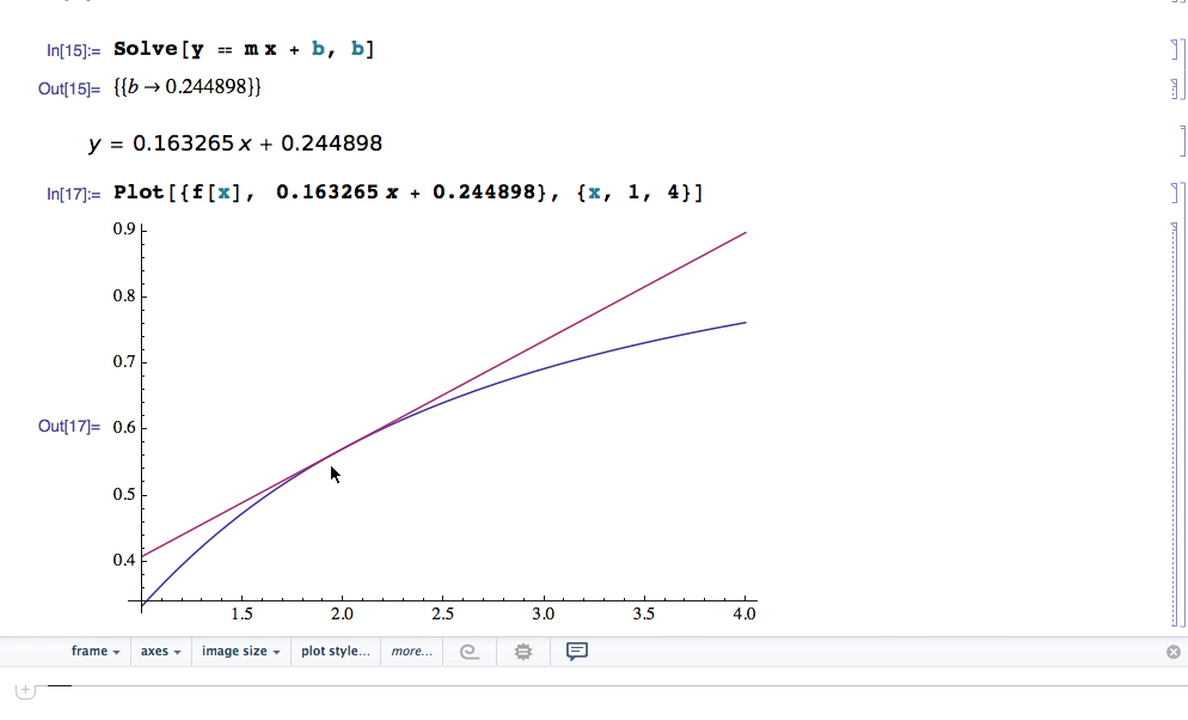 In[15]:= Solve[y == m x + b, b]
Out[15]= {{b → 0.244898}}
y = 0.163265 x + 0.244898
In[17]:= Plot[{f[x], 0.163265 x + 0.244898}, {x, 1, 4}]
0.9
0.8
0.7
Out[17]= 0.6
0.5
0.4
1.5 2.0 2.5 3.0 3.5 4.0
frame axes image size plot style... more...